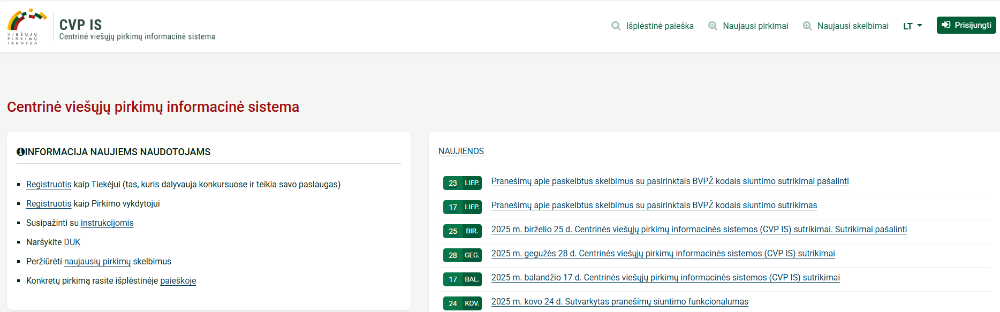 VIEŠŲJŲ
PIRKIMŲ
TARNYBA
CVP IS
Centrinė viešųjų pirkimų informacinė sistema
Išplėstinė paieška
Naujausi pirkimai
Naujausi skelbimai
LT
Prisijungti
Centrinė viešųjų pirkimų informacinė sistema
INFORMACIJA NAUJIEMS NAUDOTOJAMS
Registruotis kaip Tiekėjui (tas, kuris dalyvauja konkursuose ir teikia savo paslaugas)
Registruotis kaip Pirkimo vykdytojui
Susipažinti su instrukcijomis
Naršykite DUK
Peržiūrėti naujausių pirkimų skelbimus
Konkretų pirkimą rasite išplėstinėje paieškoje
NAUJIENOS
23 LIEP. Pranešimų apie paskelbtus skelbimus su pasirinktais BVPŽ kodais siuntimo sutrikimai pašalinti
17 LIEP. Pranešimų apie paskelbtus skelbimus su pasirinktais BVPŽ kodais siuntimo sutrikimas
25 BIR. 2025 m. birželio 25 d. Centrinės viešųjų pirkimų informacinės sistemos (CVP IS) sutrikimai. Sutrikimai pašalinti
28 GEG. 2025 m. gegužės 28 d. Centrinės viešųjų pirkimų informacinės sistemos (CVP IS) sutrikimai
17 BAL. 2025 m. balandžio 17 d. Centrinės viešųjų pirkimų informacinės sistemos (CVP IS) sutrikimai
24 KOV. 2025 m. kovo 24 d. Sutvarkytas pranešimų siuntimo funkcionalumas